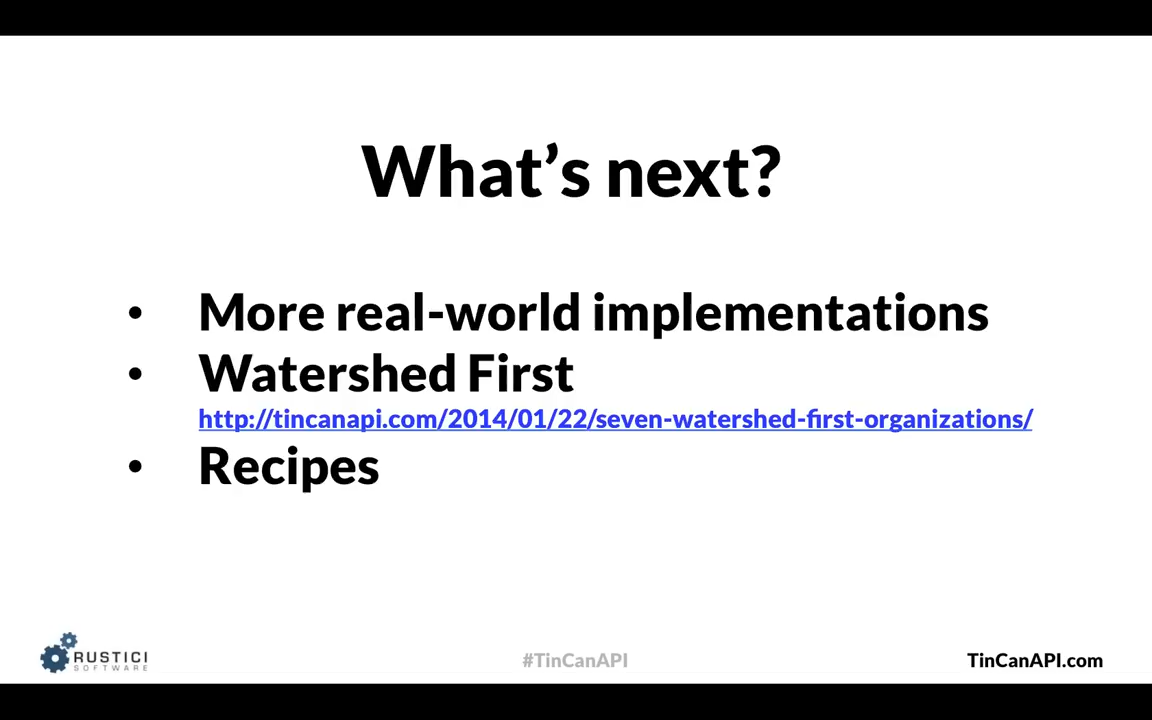 What’s next?
• More real-world implementations
• Watershed First
http://tincanapi.com/2014/01/22/seven-watershed-first-organizations/
• Recipes
RUSTICI
SOFTWARE
#TinCanAPI
TinCanAPI.com